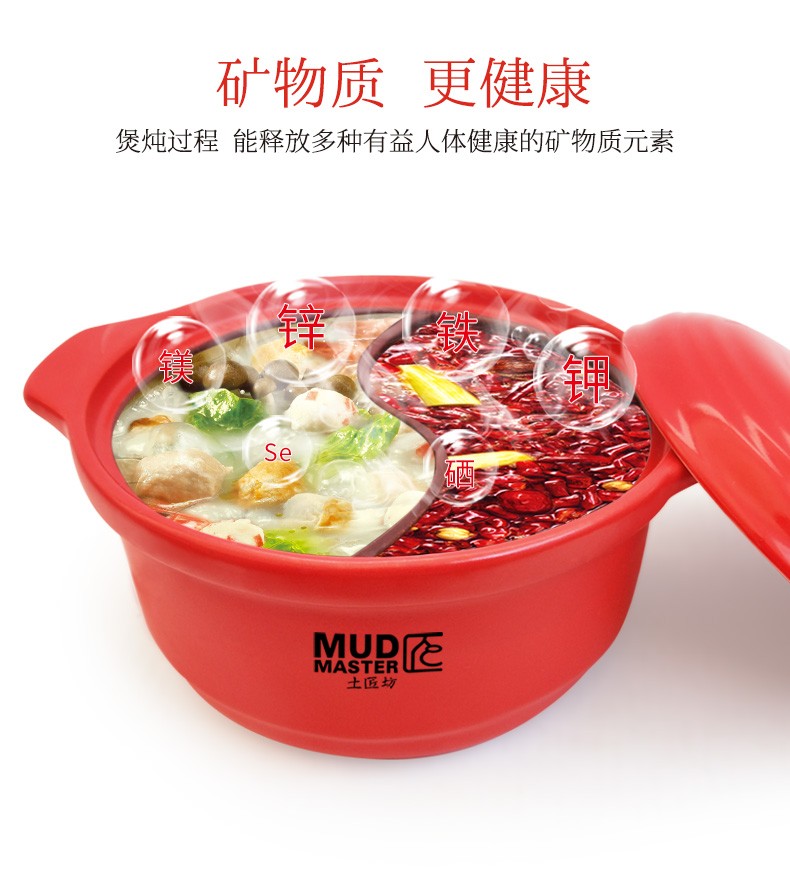 矿物质 更健康
煲炖过程 能释放多种有益人体健康的矿物质元素
锌
铁
镁
钾
Se
硒
MUD
MASTER
匠
土匠坊